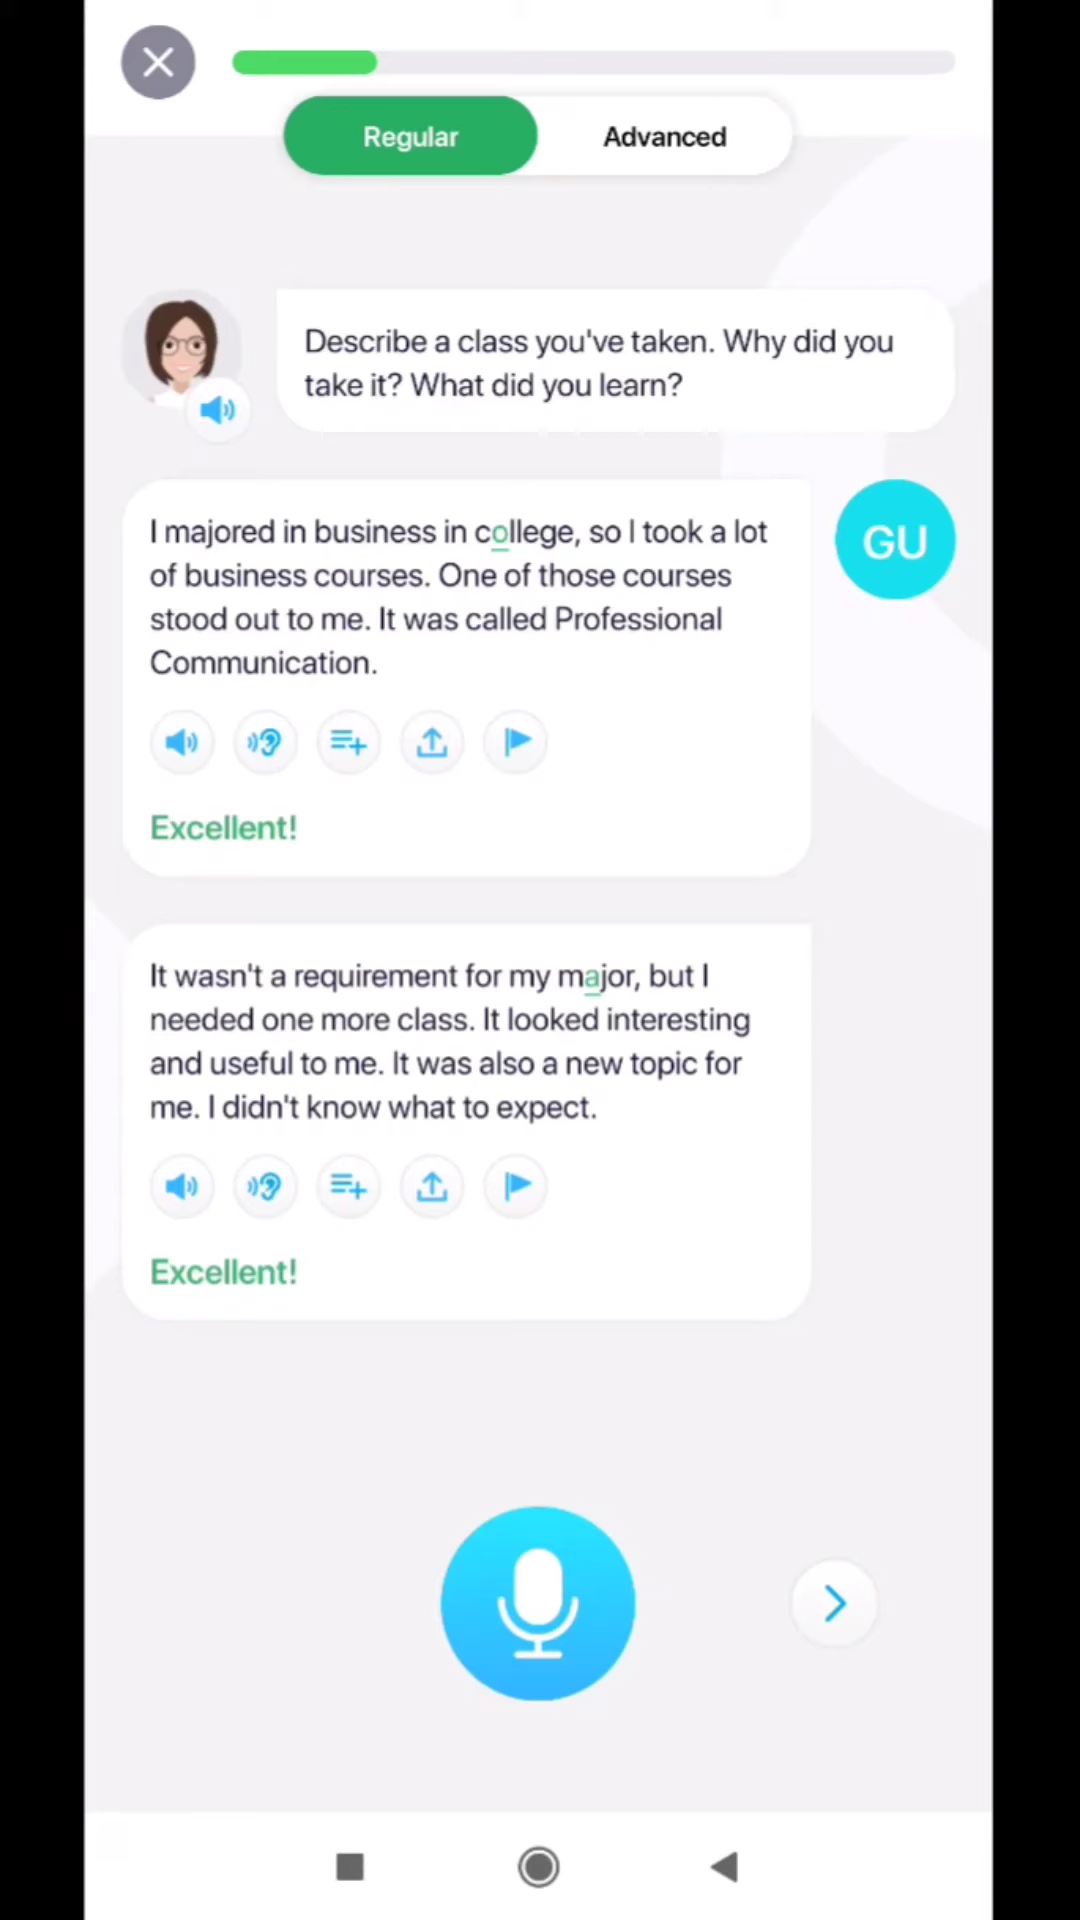 Regular
Advanced
Describe a class you've taken. Why did you
take it? What did you learn?
GU
I majored in business in college, so I took a lot
of business courses. One of those courses
stood out to me. It was called Professional
Communication.
Excellent!
It wasn't a requirement for my major, but I
needed one more class. It looked interesting
and useful to me. It was also a new topic for
me. I didn't know what to expect.
Excellent!